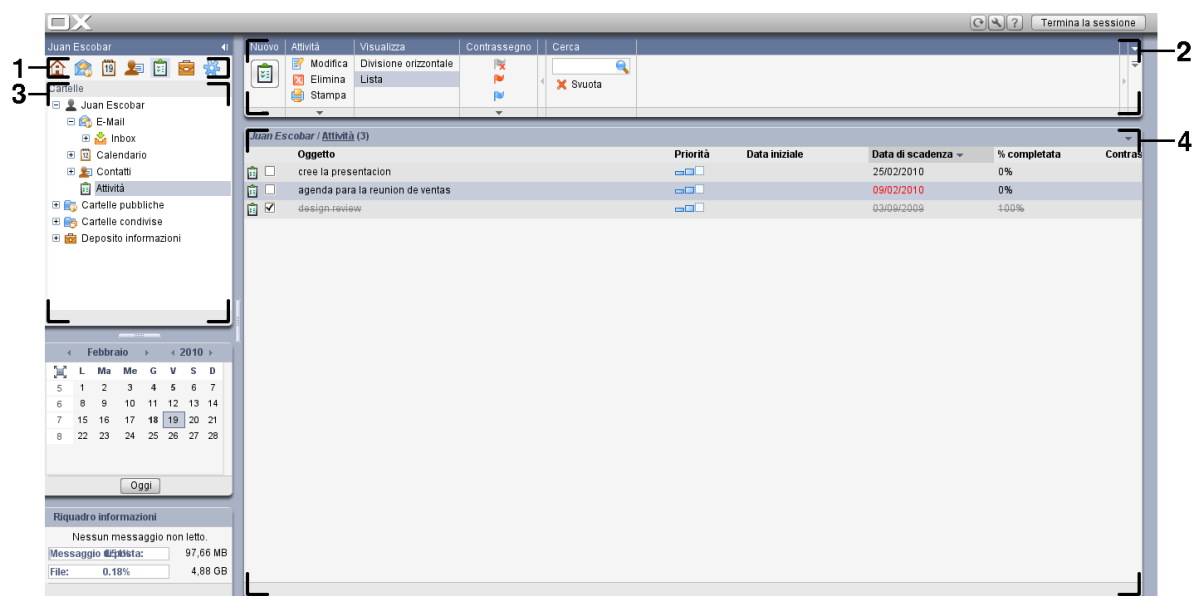 OX
Termina la sessione
Juan Escobar
1
3
Cartelle
Juan Escobar
E-Mail
Inbox
Calendario
Contatti
Attività
Cartelle pubbliche
Cartelle condivise
Deposito informazioni
Nuovo Attività Visualizza Contrassegno Cerca
2
Modifica Divisione orizzontale
Elimina Lista
Stampa
Svuota
Juan Escobar / Attività (3)
4
Oggetto Priorità Data iniziale Data di scadenza % completata Contras
cree la presentacion 25/02/2010 0%
agenda para la reunion de ventas 09/02/2010 0%
design review 03/09/2009 100%
Febbraio 2010
L Ma Me G V S D
5 1 2 3 4 5 6 7
6 8 9 10 11 12 13 14
7 15 16 17 18 19 20 21
8 22 23 24 25 26 27 28
Oggi
Riquadro informazioni
Nessun messaggio non letto.
Messaggio 97,66 MB
File: 0.18% 4,88 GB